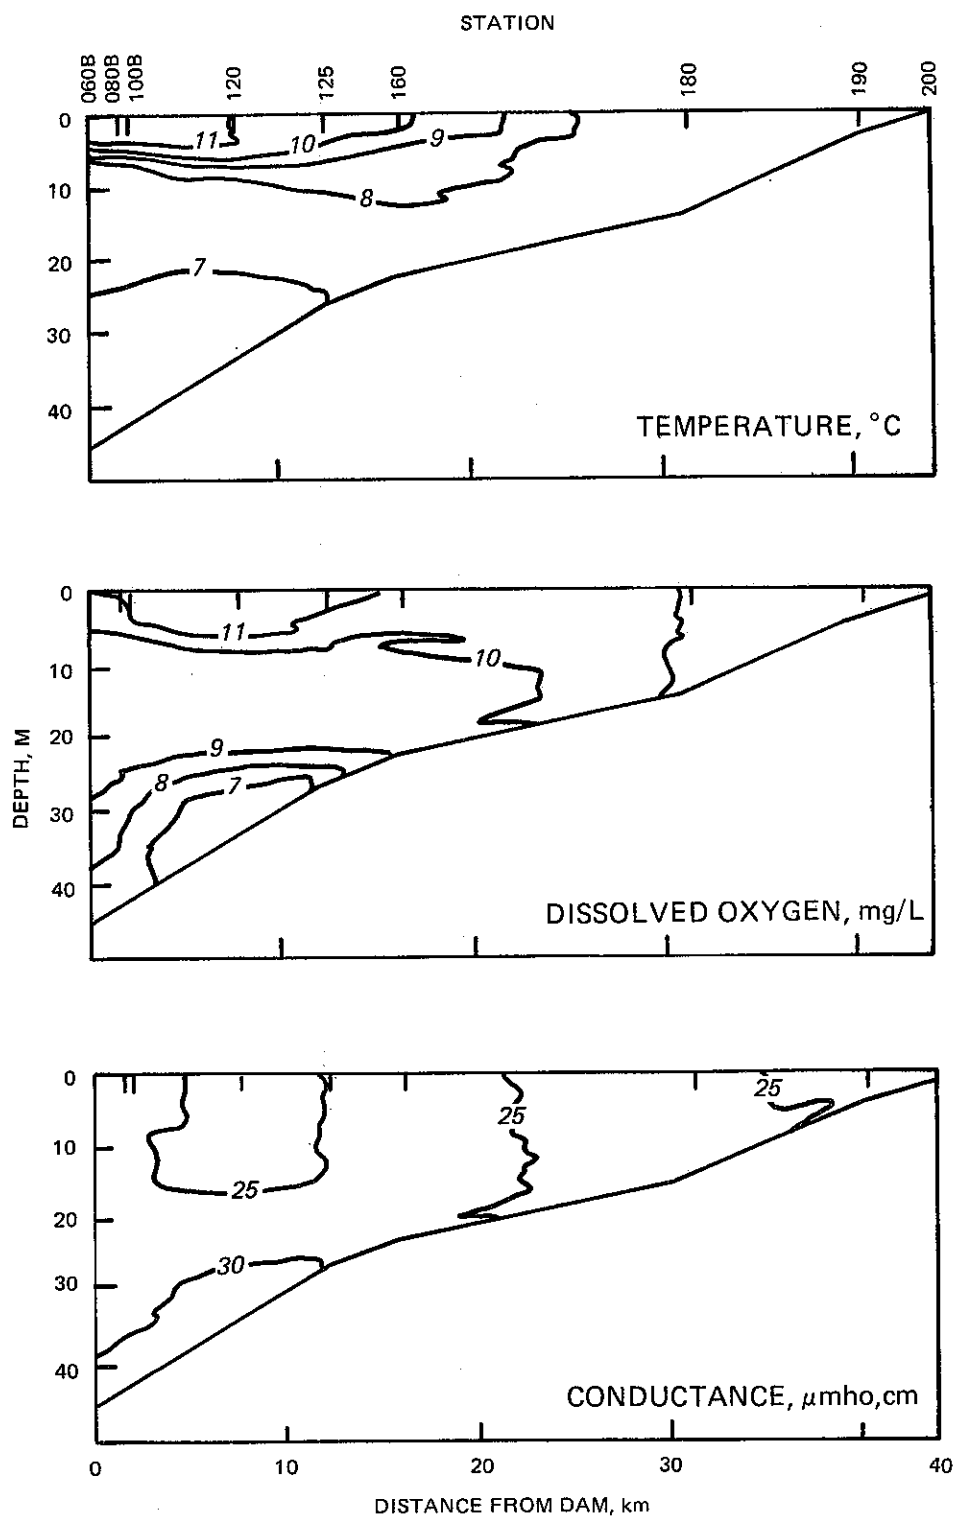 STATION
060B 080B 100B 120 125 160 180 190 200
0
11 10 9
10
8
20
7
30
40
TEMPERATURE, °C
0
11
10
10
20
9
8
7
30
40
DISSOLVED OXYGEN, mg/L
DEPTH, M
0
25
25
10
25
20
30
30
40
CONDUCTANCE, µmho,cm
0 10 20 30 40
DISTANCE FROM DAM, km